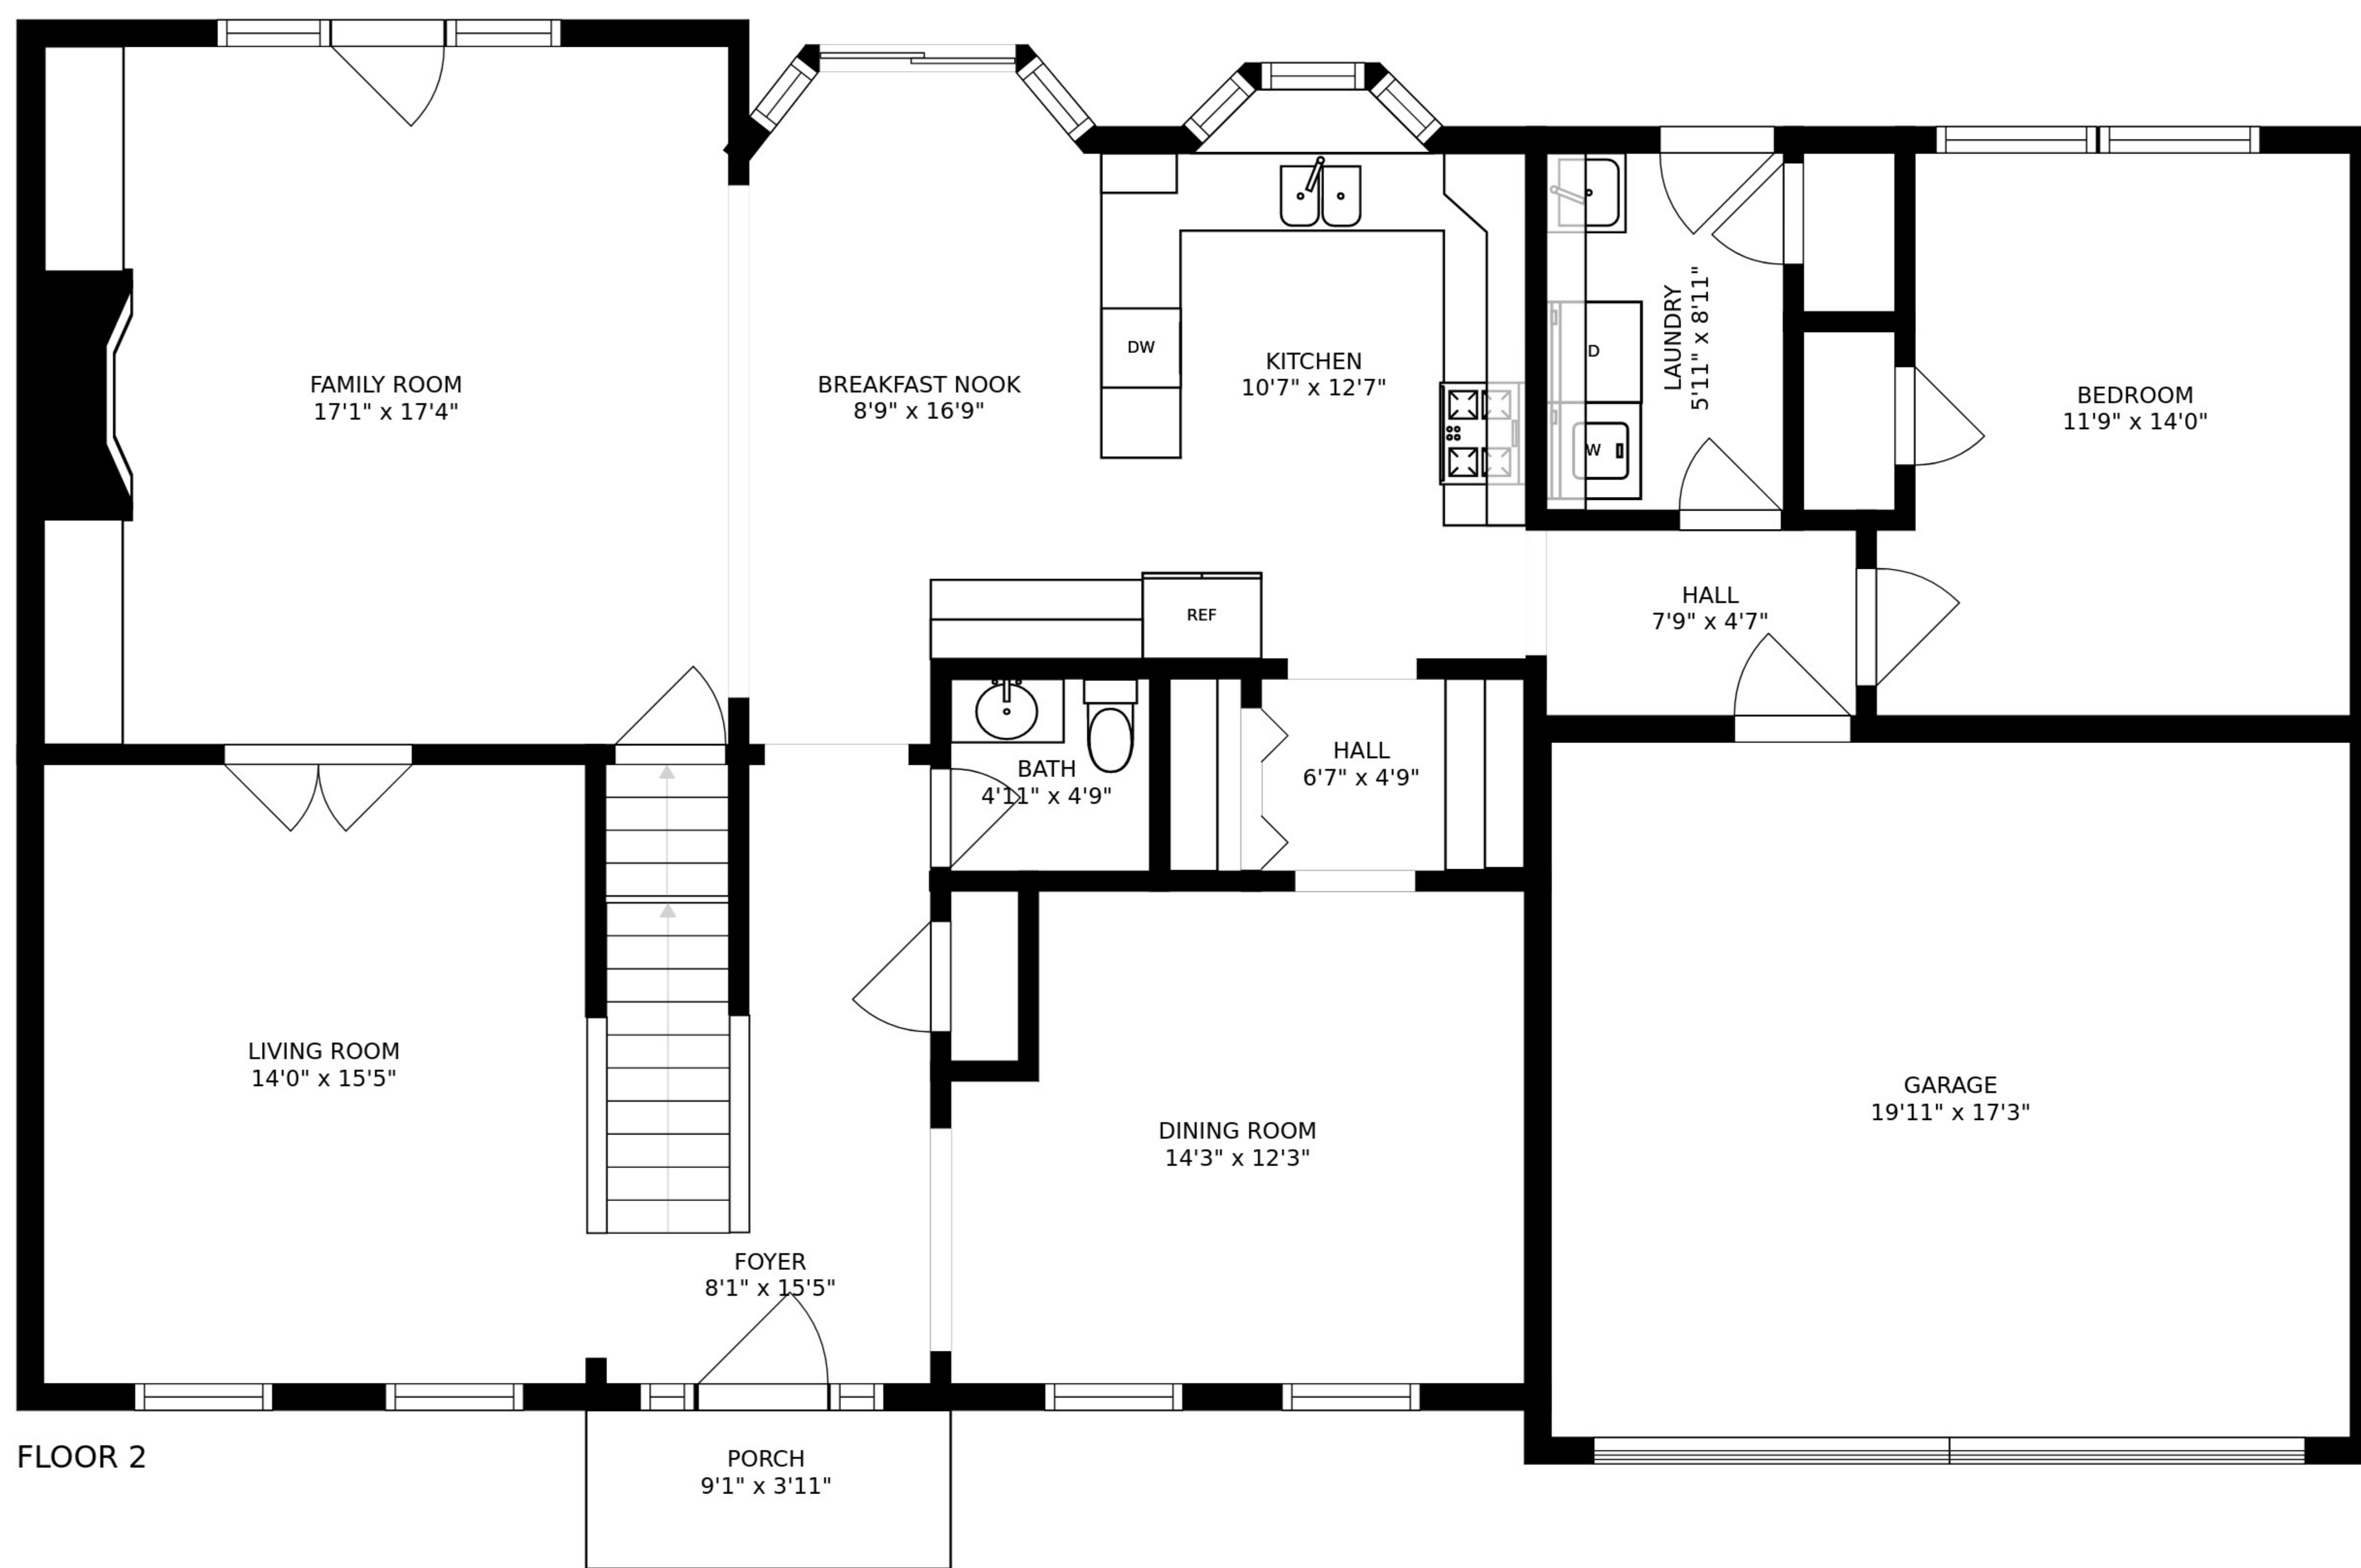 FAMILY ROOM
17'1" x 17'4"
BREAKFAST NOOK
8'9" x 16'9"
DW
KITCHEN
10'7" x 12'7"
D
W
LAUNDRY
5'11" x 8'11"
BEDROOM
11'9" x 14'0"
REF
HALL
7'9" x 4'7"
BATH
4'11" x 4'9"
HALL
6'7" x 4'9"
LIVING ROOM
14'0" x 15'5"
FOYER
8'1" x 15'5"
DINING ROOM
14'3" x 12'3"
GARAGE
19'11" x 17'3"
FLOOR 2
PORCH
9'1" x 3'11"